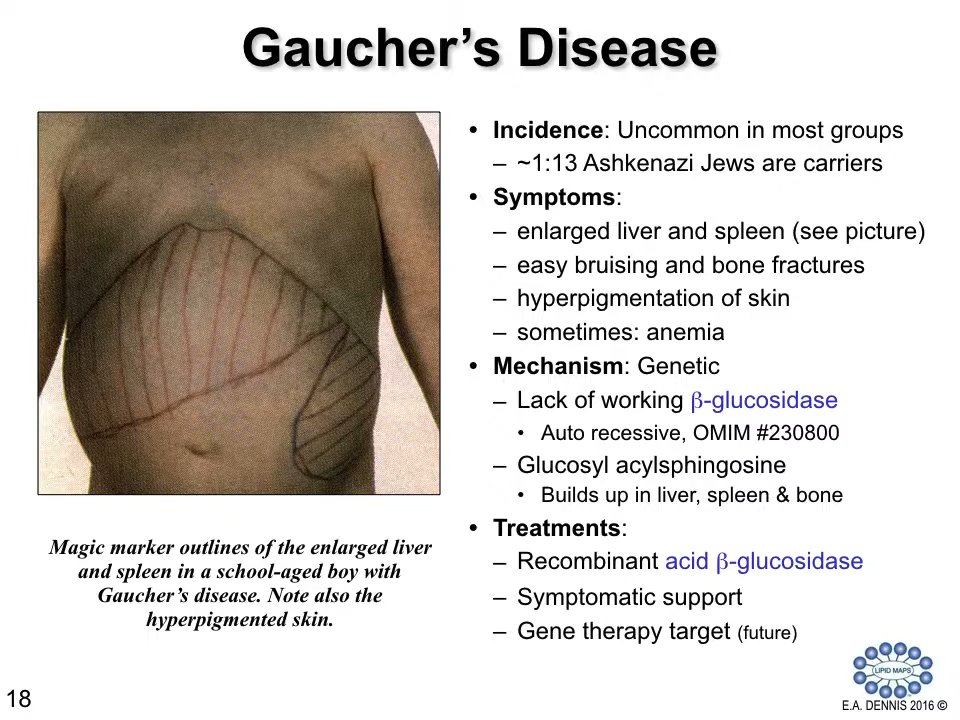 Gaucher’s Disease
• Incidence: Uncommon in most groups
– ~1:13 Ashkenazi Jews are carriers
• Symptoms:
– enlarged liver and spleen (see picture)
– easy bruising and bone fractures
– hyperpigmentation of skin
– sometimes: anemia
• Mechanism: Genetic
– Lack of working β-glucosidase
• Auto recessive, OMIM #230800
– Glucosyl acylsphingosine
• Builds up in liver, spleen & bone
• Treatments:
– Recombinant acid β-glucosidase
– Symptomatic support
– Gene therapy target (future)
Magic marker outlines of the enlarged liver
and spleen in a school-aged boy with
Gaucher’s disease. Note also the
hyperpigmented skin.
LIPID MAPS
18
E.A. DENNIS 2016 ©